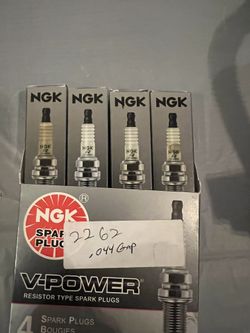 NGK NGK NGK NGK
NGK
SPARK
PLUGS
2262
.044 GAP
V-POWER
RESISTOR TYPE SPARK PLUGS
4 SPARK PLUGS
BOUGIES